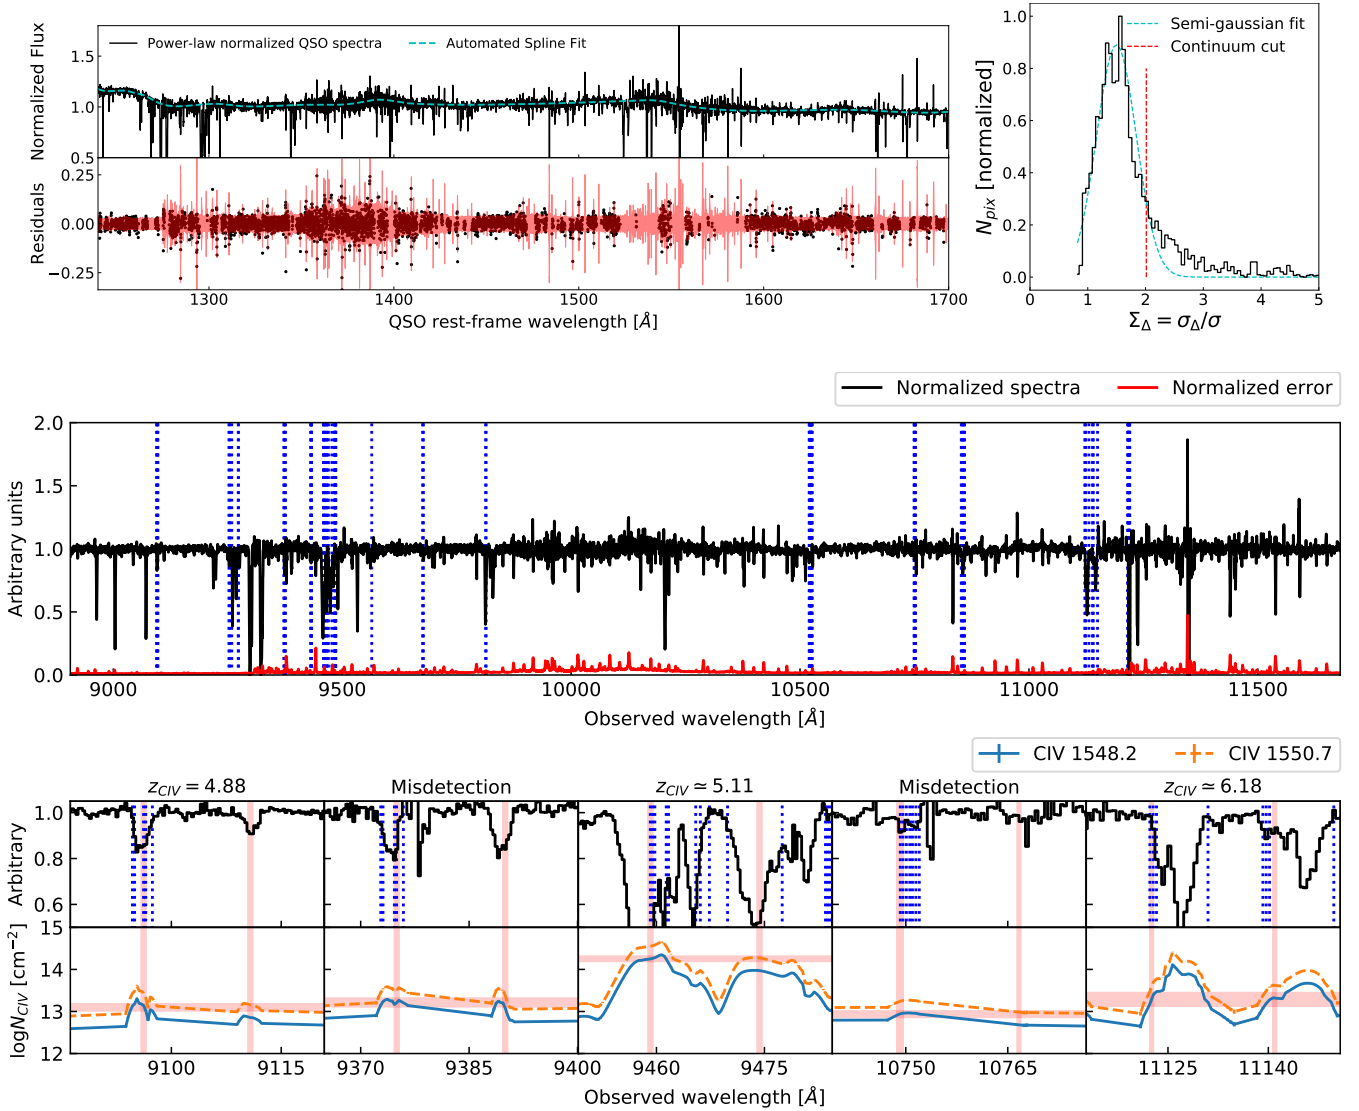 Power-law normalized QSO spectra
Automated Spline Fit
Normalized Flux
1.5
1.0
0.5
Residuals
0.25
0.00
−0.25
1300 1400 1500 1600 1700
QSO rest-frame wavelength [Å]
Semi-gaussian fit
Continuum cut
N_pix [normalized]
1.0
0.8
0.6
0.4
0.2
0.0
0 1 2 3 4 5
Σ_Δ = σ_Δ/σ
Normalized spectra
Normalized error
Arbitrary units
2.0
1.5
1.0
0.5
0.0
9000 9500 10000 10500 11000 11500
Observed wavelength [Å]
CIV 1548.2
CIV 1550.7
z_CIV = 4.88
Misdetection
z_CIV ≃ 5.11
Misdetection
z_CIV ≃ 6.18
Arbitrary
1.0
0.8
0.6
logN_CIV [cm⁻²]
15
14
13
12
9100 9115 9370 9385 9400 9460 9475 10750 10765 11125 11140
Observed wavelength [Å]